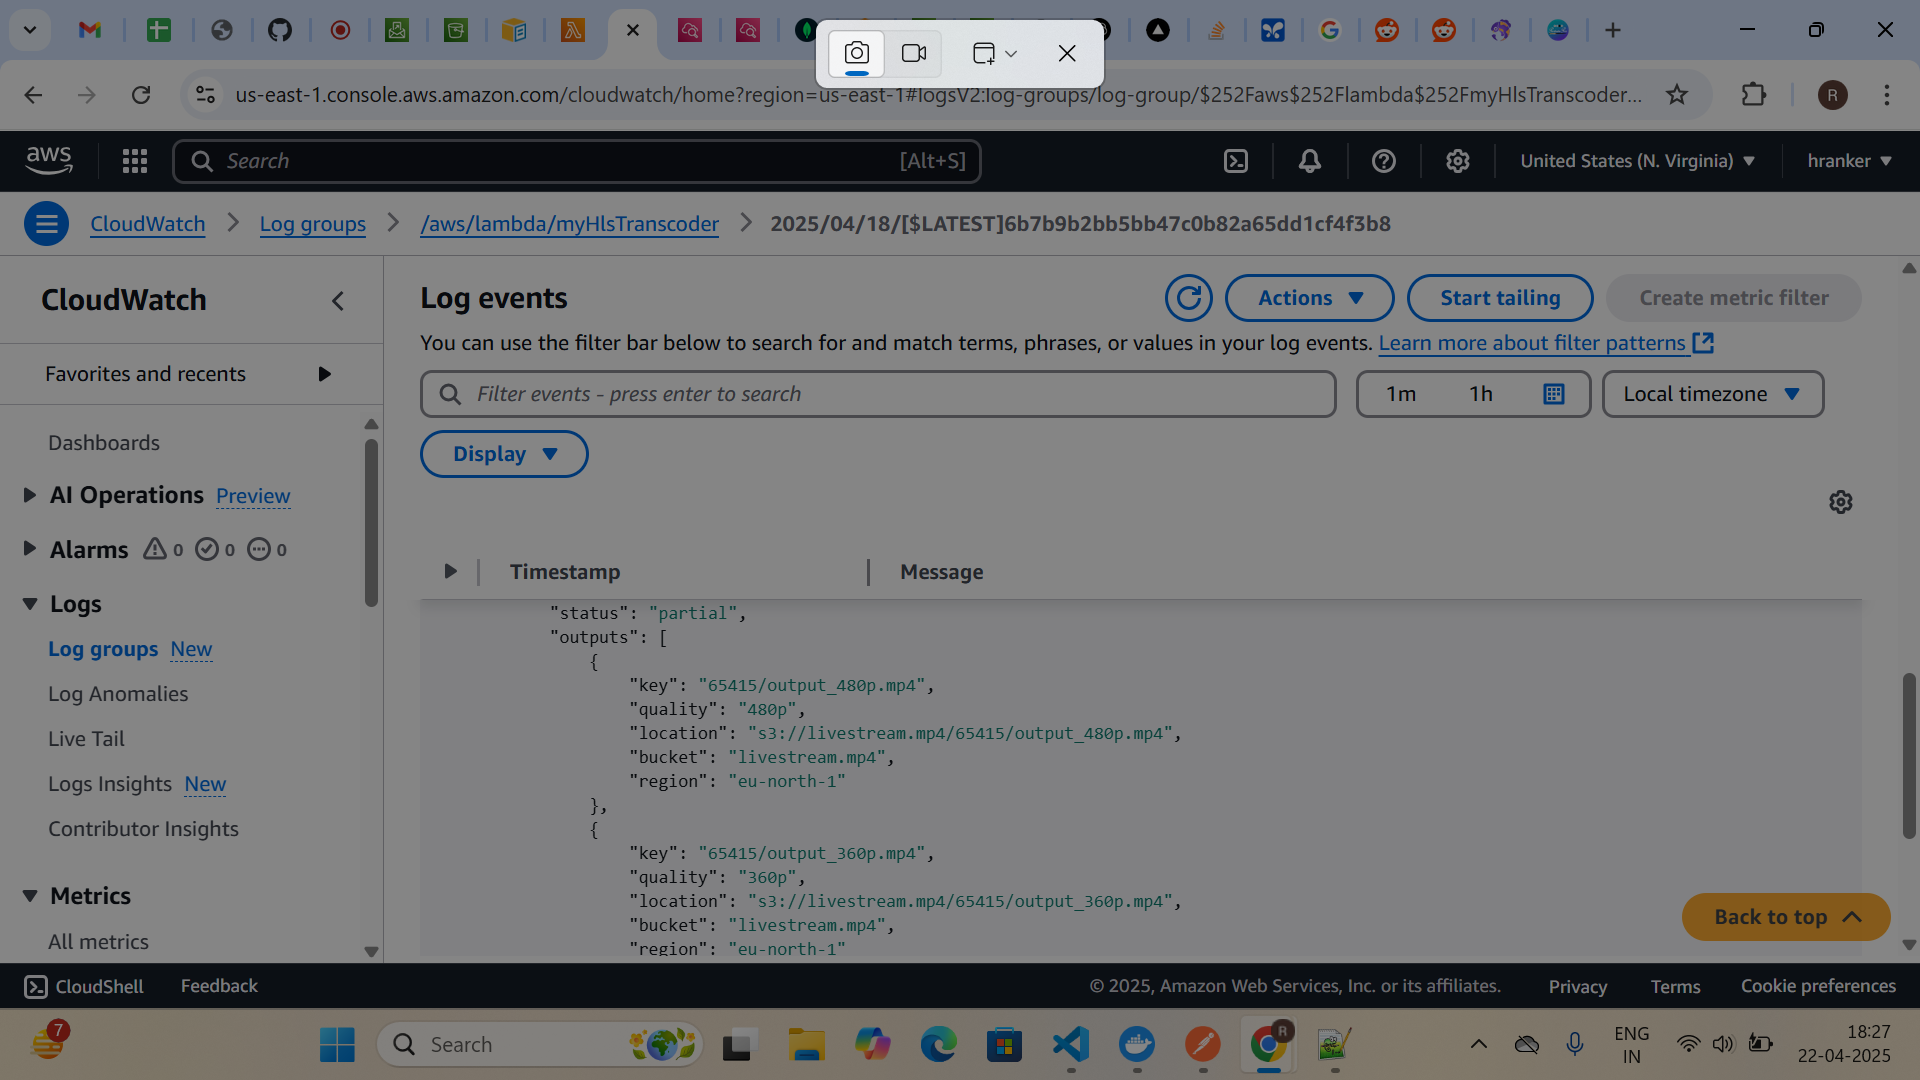 us-east-1.console.aws.amazon.com/cloudwatch/home?region=us-east-1#logsV2:log-groups/log-group/$252Faws$252Flambda$252FmyHlsTranscoder...
R
aws
Search
[Alt+S]
United States (N. Virginia)
hranker
CloudWatch
Log groups
/aws/lambda/myHlsTranscoder
2025/04/18/[$LATEST]6b7b9b2bb5bb47c0b82a65dd1cf4f3b8
CloudWatch
Favorites and recents
Dashboards
AI Operations Preview
Alarms 0 0 0
Logs
Log groups New
Log Anomalies
Live Tail
Logs Insights New
Contributor Insights
Metrics
All metrics
Log events
Actions
Start tailing
Create metric filter
You can use the filter bar below to search for and match terms, phrases, or values in your log events. Learn more about filter patterns
Filter events - press enter to search
1m
1h
Local timezone
Display
Timestamp
Message
"status": "partial",
"outputs": [
{
"key": "65415/output_480p.mp4",
"quality": "480p",
"location": "s3://livestream.mp4/65415/output_480p.mp4",
"bucket": "livestream.mp4",
"region": "eu-north-1"
},
{
"key": "65415/output_360p.mp4",
"quality": "360p",
"location": "s3://livestream.mp4/65415/output_360p.mp4",
"bucket": "livestream.mp4",
"region": "eu-north-1"
Back to top
CloudShell
Feedback
© 2025, Amazon Web Services, Inc. or its affiliates.
Privacy
Terms
Cookie preferences
7
Search
R
ENG
IN
18:27
22-04-2025